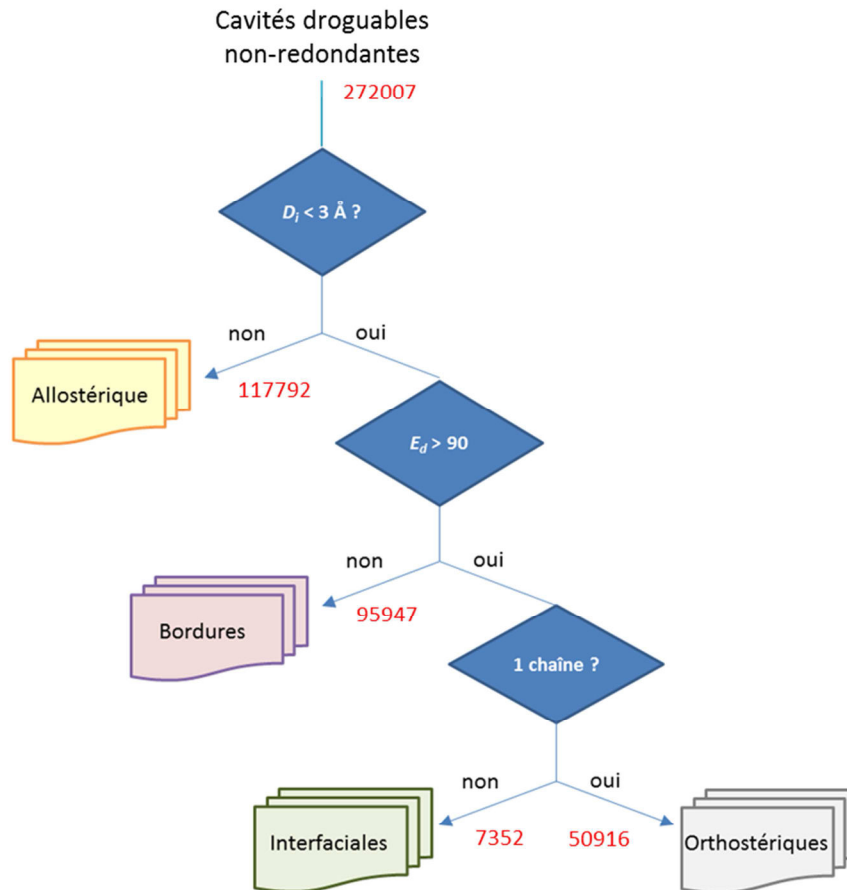 Cavités droguables
non-redondantes
272007
D_i < 3 Å ?
non
oui
Allostérique
117792
E_d > 90
non
oui
Bordures
95947
1 chaîne ?
non
oui
Interfaciales
7352
50916
Orthostériques